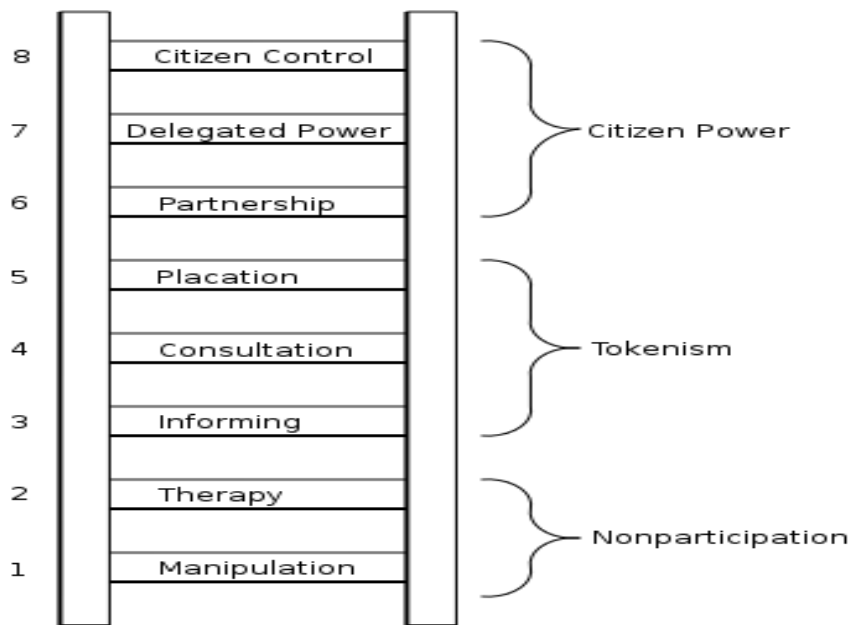 8 Citizen Control
7 Delegated Power Citizen Power
6 Partnership
5 Placation
4 Consultation Tokenism
3 Informing
2 Therapy
Nonparticipation
1 Manipulation